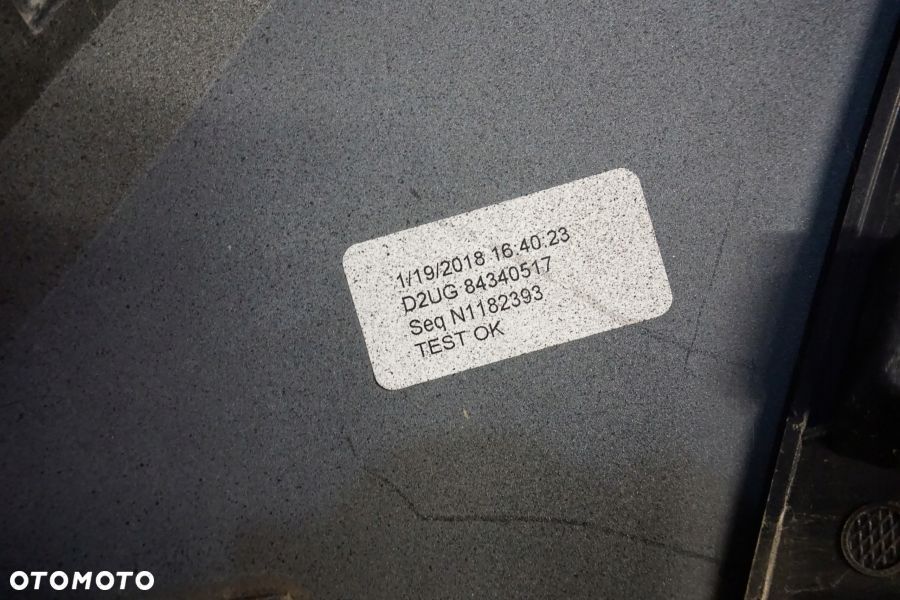 1/19/2018 16:40:23
D2UG 84340517
Seq N1182393
TEST OK
OTOMOTO